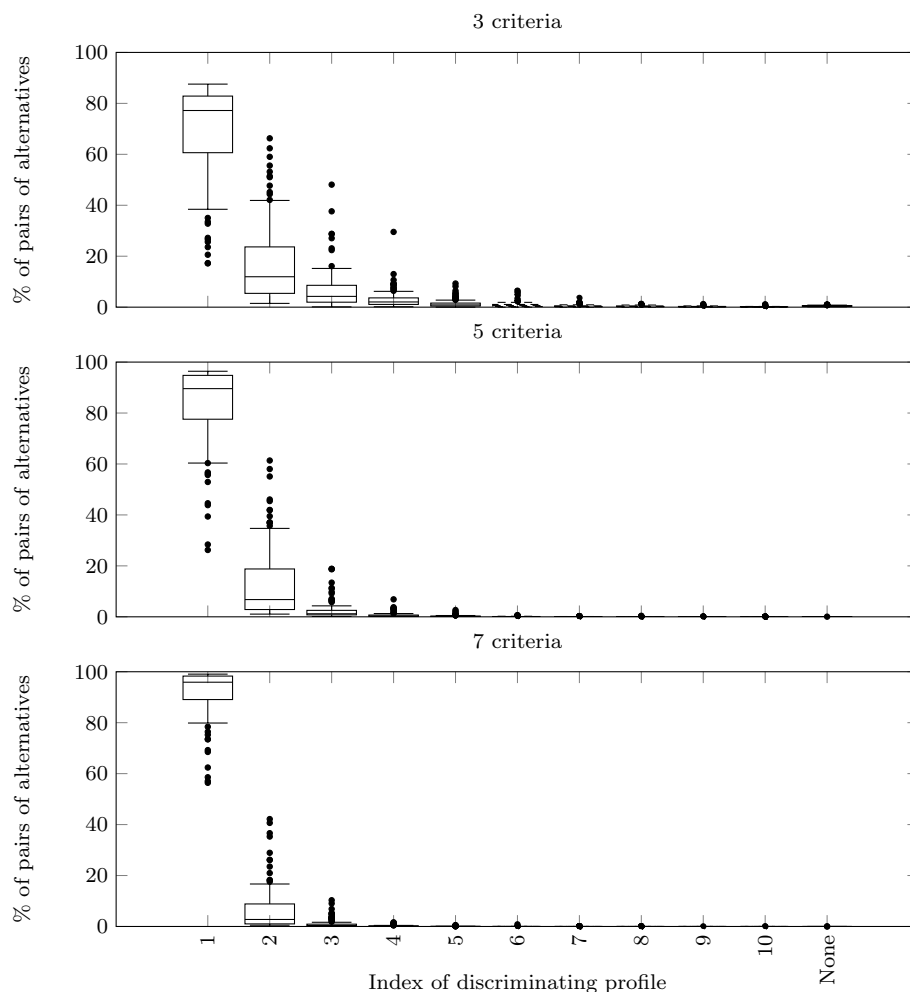 3 criteria
100
80
60
40
20
0
% of pairs of alternatives
5 criteria
100
80
60
40
20
0
% of pairs of alternatives
7 criteria
100
80
60
40
20
0
% of pairs of alternatives
1 2 3 4 5 6 7 8 9 10 None
Index of discriminating profile